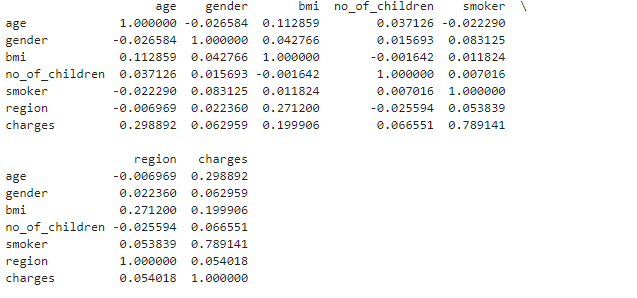 age gender bmi no_of_children smoker \
age 1.000000 -0.026584 0.112859 0.037126 -0.022290
gender -0.026584 1.000000 0.042766 0.015693 0.083125
bmi 0.112859 0.042766 1.000000 -0.001642 0.011824
no_of_children 0.037126 0.015693 -0.001642 1.000000 0.007016
smoker -0.022290 0.083125 0.011824 0.007016 1.000000
region -0.006969 0.022360 0.271200 -0.025594 0.053839
charges 0.298892 0.062959 0.199906 0.066551 0.789141
region charges
age -0.006969 0.298892
gender 0.022360 0.062959
bmi 0.271200 0.199906
no_of_children -0.025594 0.066551
smoker 0.053839 0.789141
region 1.000000 0.054018
charges 0.054018 1.000000